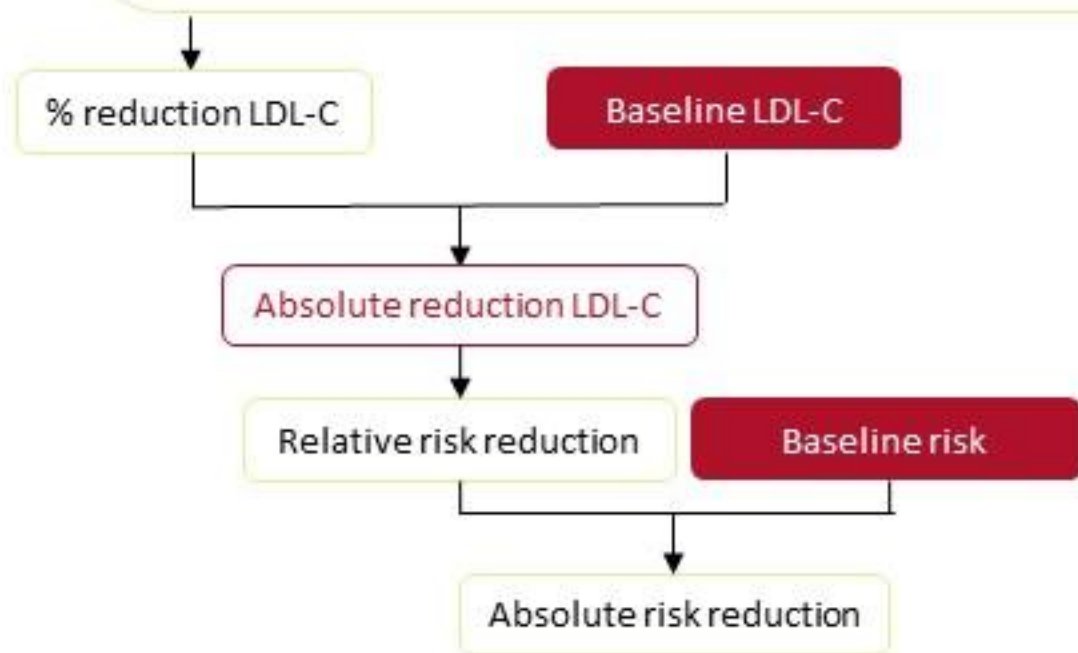 % reduction LDL-C
Baseline LDL-C
Absolute reduction LDL-C
Relative risk reduction
Baseline risk
Absolute risk reduction